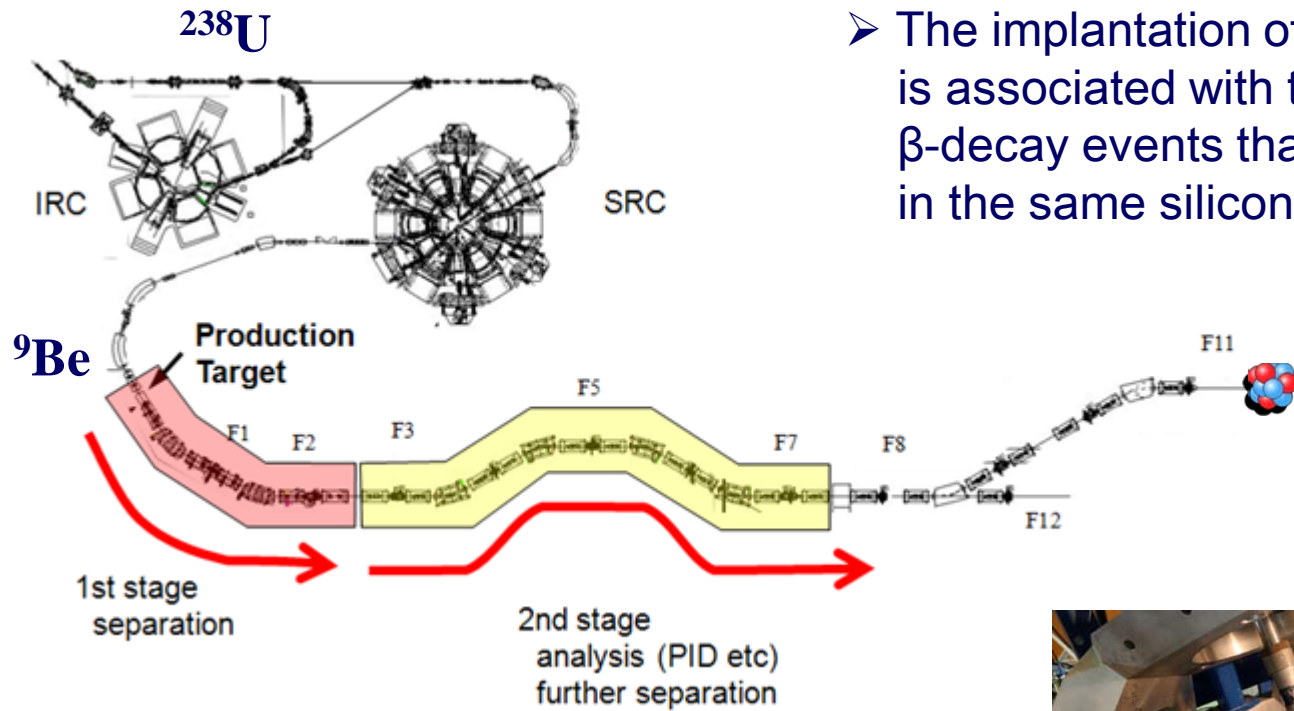 ²³⁸U
➢ The implantation of
is associated with t
β-decay events tha
in the same silicon
IRC
SRC
⁹Be
Production
Target
F1
F2
F3
F5
F7
F8
F11
F12
1st stage
separation
2nd stage
analysis (PID etc)
further separation